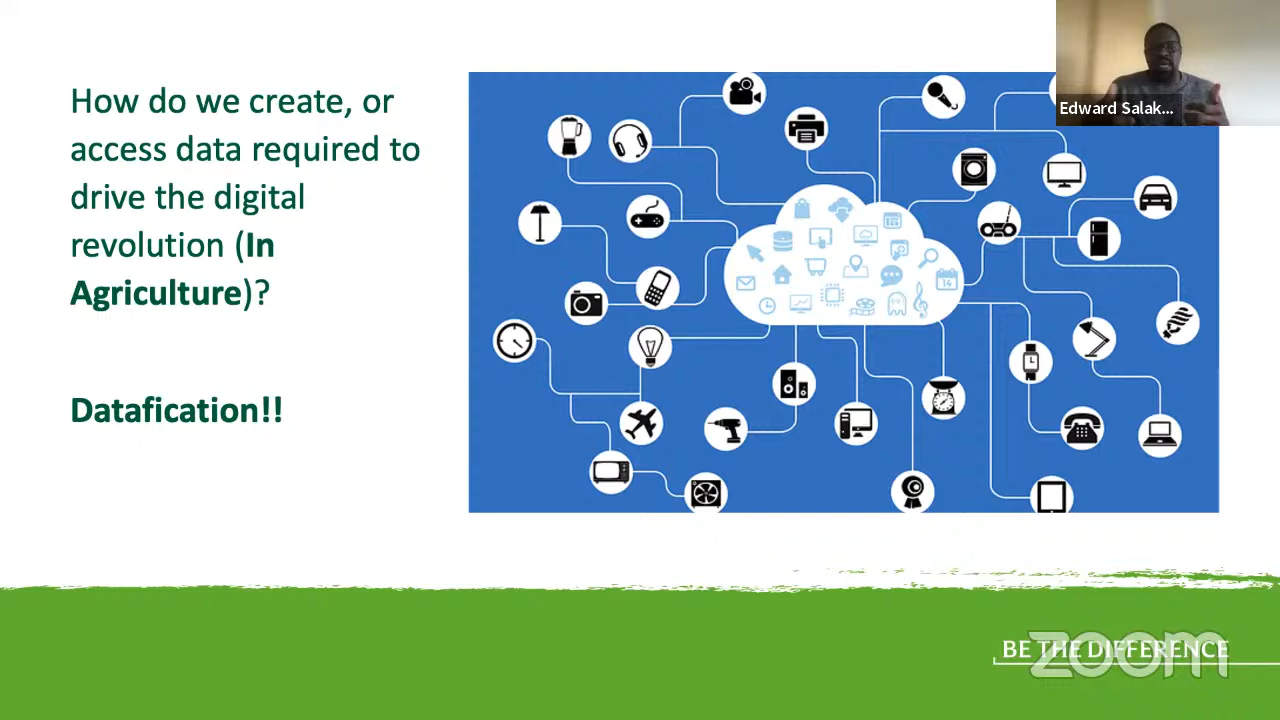 How do we create, or
access data required to
drive the digital
revolution (In
Agriculture)?
Datafication!!
Edward Salak...
14
BE THE DIFFERENCE
zoom